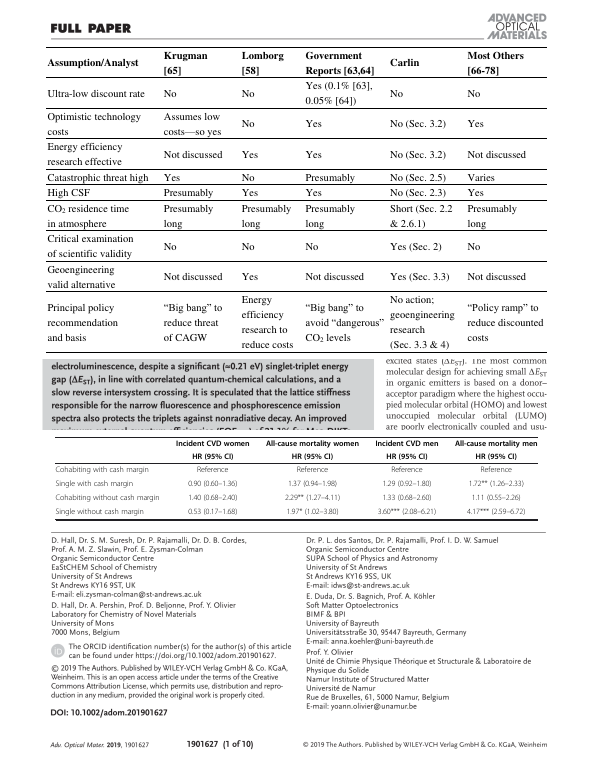 FULL PAPER
ADVANCED
OPTICAL
MATERIALS
Assumption/Analyst Krugman [65] Lomborg [58] Government Reports [63,64] Carlin Most Others [66-78]
Ultra-low discount rate No No Yes (0.1% [63], 0.05% [64]) No No
Optimistic technology costs Assumes low costs—so yes No Yes No (Sec. 3.2) Yes
Energy efficiency research effective Not discussed Yes Yes No (Sec. 3.2) Not discussed
Catastrophic threat high Yes No Presumably No (Sec. 2.5) Varies
High CSF Presumably Yes Yes No (Sec. 2.3) Yes
CO₂ residence time in atmosphere Presumably long Presumably long Presumably long Short (Sec. 2.2 & 2.6.1) Presumably long
Critical examination of scientific validity No No No Yes (Sec. 2) No
Geoengineering valid alternative Not discussed Yes Not discussed Yes (Sec. 3.3) Not discussed
Principal policy recommendation and basis "Big bang" to reduce threat of CAGW Energy efficiency research to reduce costs "Big bang" to avoid "dangerous" CO₂ levels No action; geoengineering research (Sec. 3.3 & 4) "Policy ramp" to reduce discounted costs
electroluminescence, despite a significant (≈0.21 eV) singlet-triplet energy
gap (ΔE_ST), in line with correlated quantum-chemical calculations, and a
slow reverse intersystem crossing. It is speculated that the lattice stiffness
responsible for the narrow fluorescence and phosphorescence emission
spectra also protects the triplets against nonradiative decay. An improved
excited states (ΔE_ST). The most common
molecular design for achieving small ΔE_ST
in organic emitters is based on a donor–
acceptor paradigm where the highest occu-
pied molecular orbital (HOMO) and lowest
unoccupied molecular orbital (LUMO)
are poorly electronically coupled and usu-
Incident CVD women All-cause mortality women Incident CVD men All-cause mortality men
HR (95% CI) HR (95% CI) HR (95% CI) HR (95% CI)
Cohabiting with cash margin Reference Reference Reference Reference
Single with cash margin 0.90 (0.60–1.36) 1.37 (0.94–1.98) 1.29 (0.92–1.80) 1.72** (1.26–2.33)
Cohabiting without cash margin 1.40 (0.68–2.40) 2.29** (1.27–4.11) 1.33 (0.68–2.60) 1.11 (0.55–2.26)
Single without cash margin 0.53 (0.17–1.68) 1.97* (1.02–3.80) 3.60*** (2.08–6.21) 4.17*** (2.59–6.72)
D. Hall, Dr. S. M. Suresh, Dr. P. Rajamalli, Dr. D. B. Cordes,
Prof. A. M. Z. Slawin, Prof. E. Zysman-Colman
Organic Semiconductor Centre
EaStCHEM School of Chemistry
University of St Andrews
St Andrews KY16 9ST, UK
E-mail: eli.zysman-colman@st-andrews.ac.uk
D. Hall, Dr. A. Pershin, Prof. D. Beljonne, Prof. Y. Olivier
Laboratory for Chemistry of Novel Materials
University of Mons
7000 Mons, Belgium
iD The ORCID identification number(s) for the author(s) of this article
can be found under https://doi.org/10.1002/adom.201901627.
© 2019 The Authors. Published by WILEY-VCH Verlag GmbH & Co. KGaA,
Weinheim. This is an open access article under the terms of the Creative
Commons Attribution License, which permits use, distribution and repro-
duction in any medium, provided the original work is properly cited.
DOI: 10.1002/adom.201901627
Dr. P. L. dos Santos, Dr. P. Rajamalli, Prof. I. D. W. Samuel
Organic Semiconductor Centre
SUPA School of Physics and Astronomy
University of St Andrews
St Andrews KY16 9SS, UK
E-mail: idws@st-andrews.ac.uk
E. Duda, Dr. S. Bagnich, Prof. A. Köhler
Soft Matter Optoelectronics
BIMF & BPI
University of Bayreuth
Universitätsstraße 30, 95447 Bayreuth, Germany
E-mail: anna.koehler@uni-bayreuth.de
Prof. Y. Olivier
Unité de Chimie Physique Théorique et Structurale & Laboratoire de
Physique du Solide
Namur Institute of Structured Matter
Université de Namur
Rue de Bruxelles, 61, 5000 Namur, Belgium
E-mail: yoann.olivier@unamur.be
Adv. Optical Mater. 2019, 1901627 1901627 (1 of 10) © 2019 The Authors. Published by WILEY-VCH Verlag GmbH & Co. KGaA, Weinheim